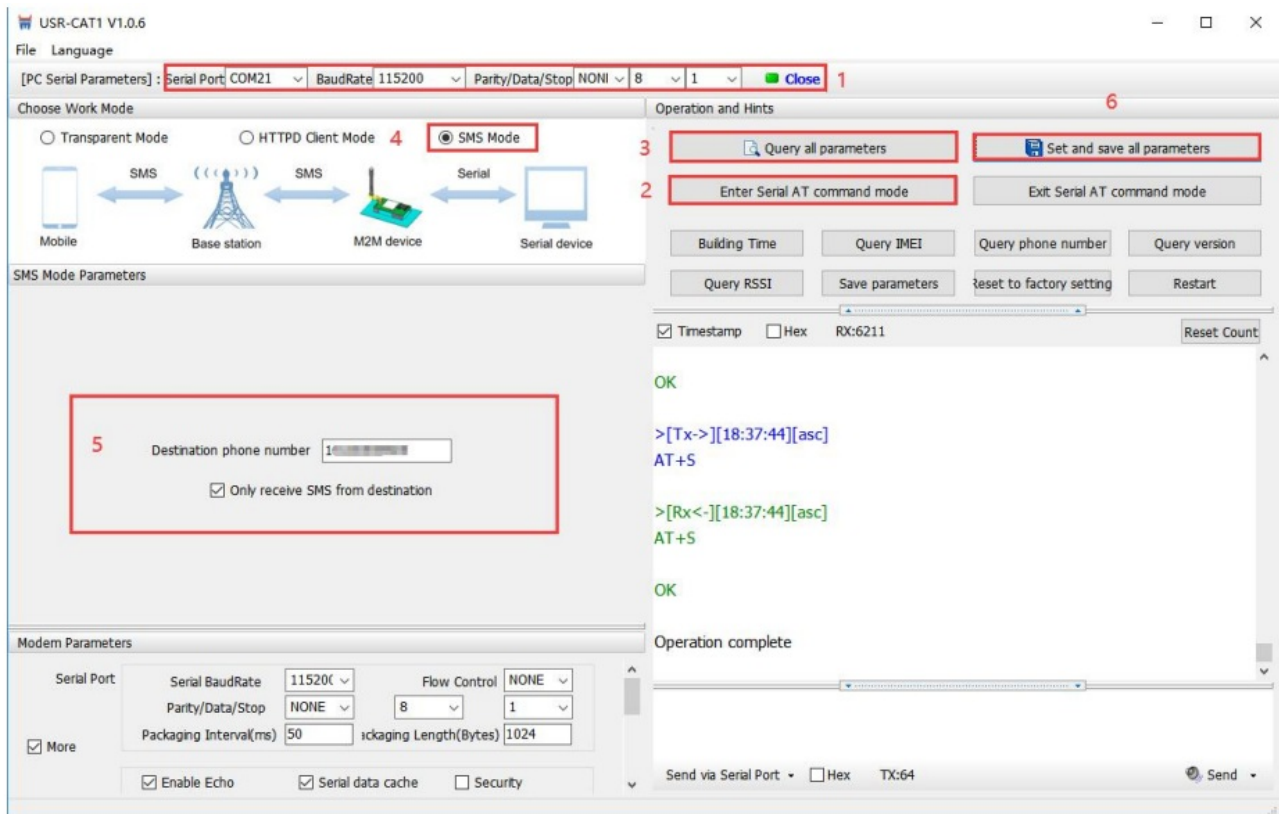 USR-CAT1 V1.0.6
File Language
[PC Serial Parameters] : Serial Port COM21 BaudRate 115200 Parity/Data/Stop NONI 8 1 Close 1
Choose Work Mode
Transparent Mode HTTPD Client Mode 4 SMS Mode
SMS SMS Serial
Mobile Base station M2M device Serial device
SMS Mode Parameters
5 Destination phone number 1
Only receive SMS from destination
Modem Parameters
Serial Port Serial BaudRate 11520( Flow Control NONE
Parity/Data/Stop NONE 8 1
Packaging Interval(ms) 50 ickaging Length(Bytes) 1024
More
Enable Echo Serial data cache Security
Operation and Hints 6
3 Query all parameters Set and save all parameters
2 Enter Serial AT command mode Exit Serial AT command mode
Building Time Query IMEI Query phone number Query version
Query RSSI Save parameters Reset to factory setting Restart
Timestamp Hex RX:6211 Reset Count
OK
>[Tx->][18:37:44][asc]
AT+S
>[Rx<-][18:37:44][asc]
AT+S
OK
Operation complete
Send via Serial Port Hex TX:64 Send